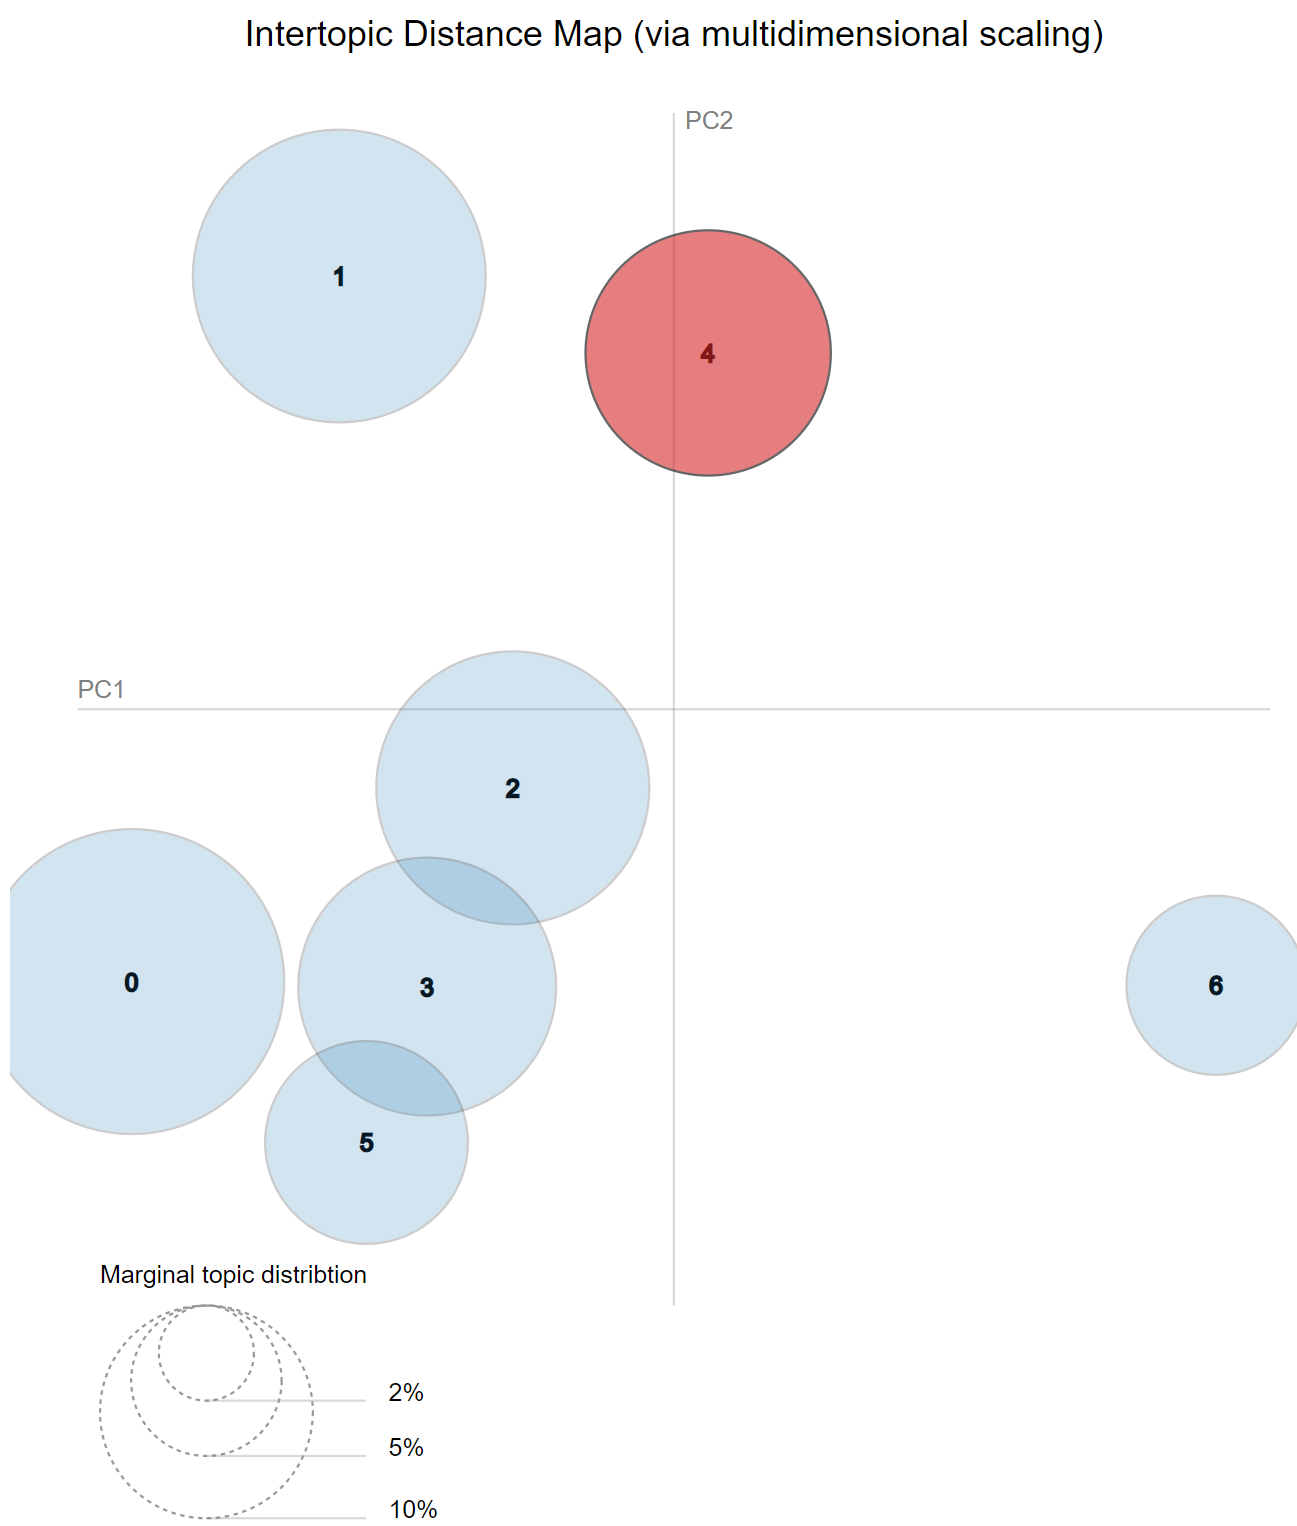 Intertopic Distance Map (via multidimensional scaling)
PC2
1
4
PC1
2
0
3
6
5
Marginal topic distribtion
2%
5%
10%